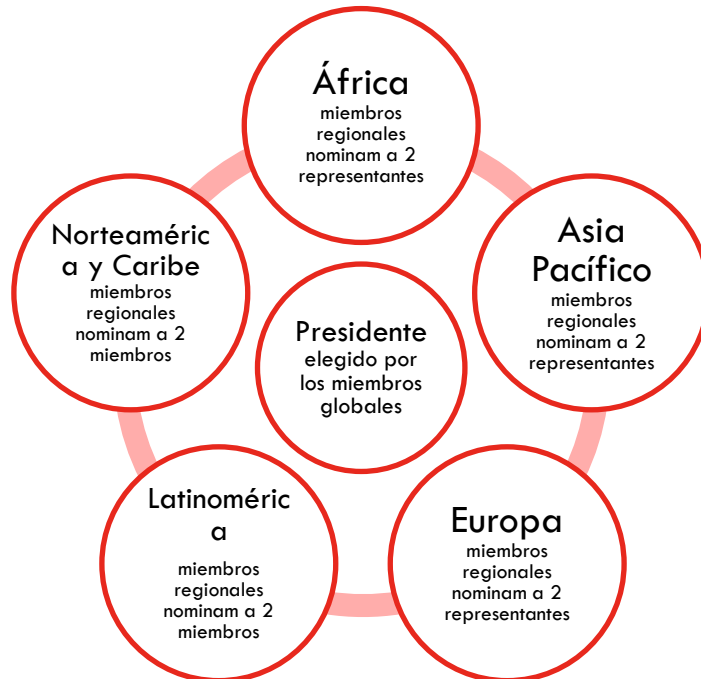 África
miembros
regionales
nominam a 2
representantes
Asia
Pacífico
miembros
regionales
nominam a 2
representantes
Europa
miembros
regionales
nominam a 2
representantes
Latinoméric
a
miembros
regionales
nominam a 2
miembros
Norteaméric
a y Caribe
miembros
regionales
nominam a 2
miembros
Presidente
elegido por
los miembros
globales